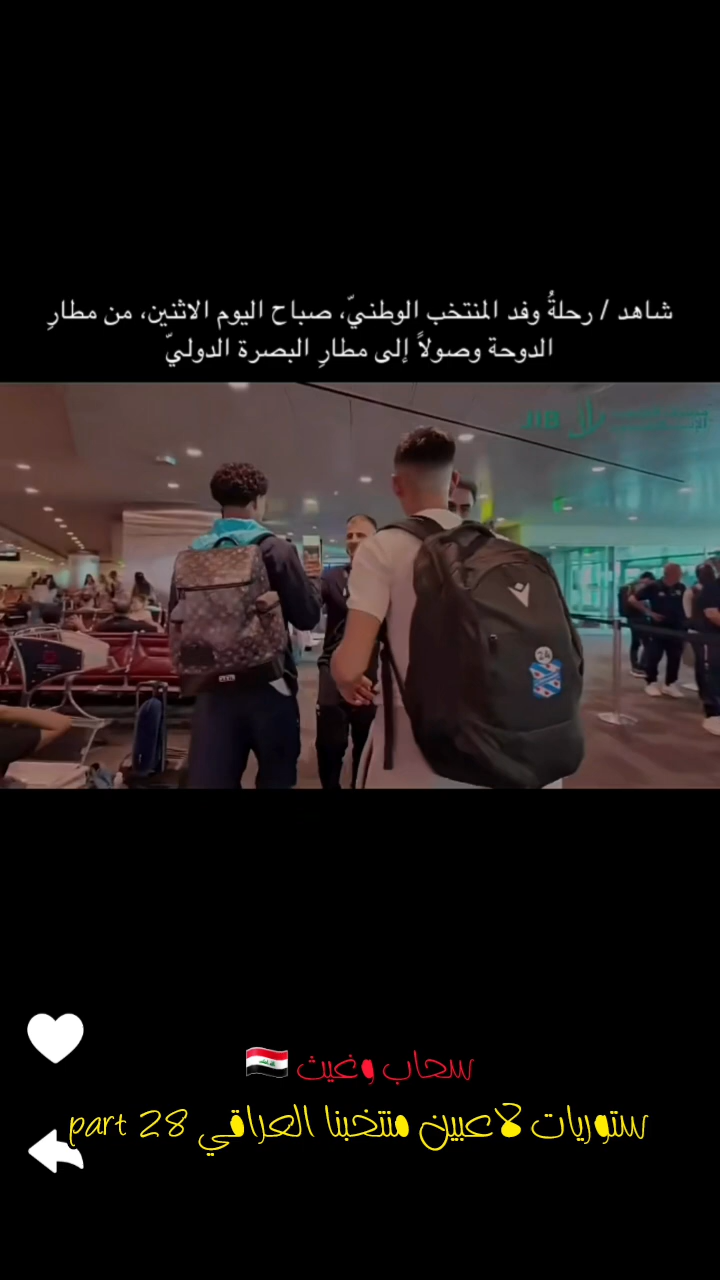 شاهد / رحلةُ وفد المنتخب الوطنيّ، صباح اليوم الاثنين، من مطارِ
الدوحة وصولاً إلى مطارِ البصرة الدوليّ
24
سحاب وغيث 🇮🇶
ستوريات لاعبين منتخبنا العراقي part 28